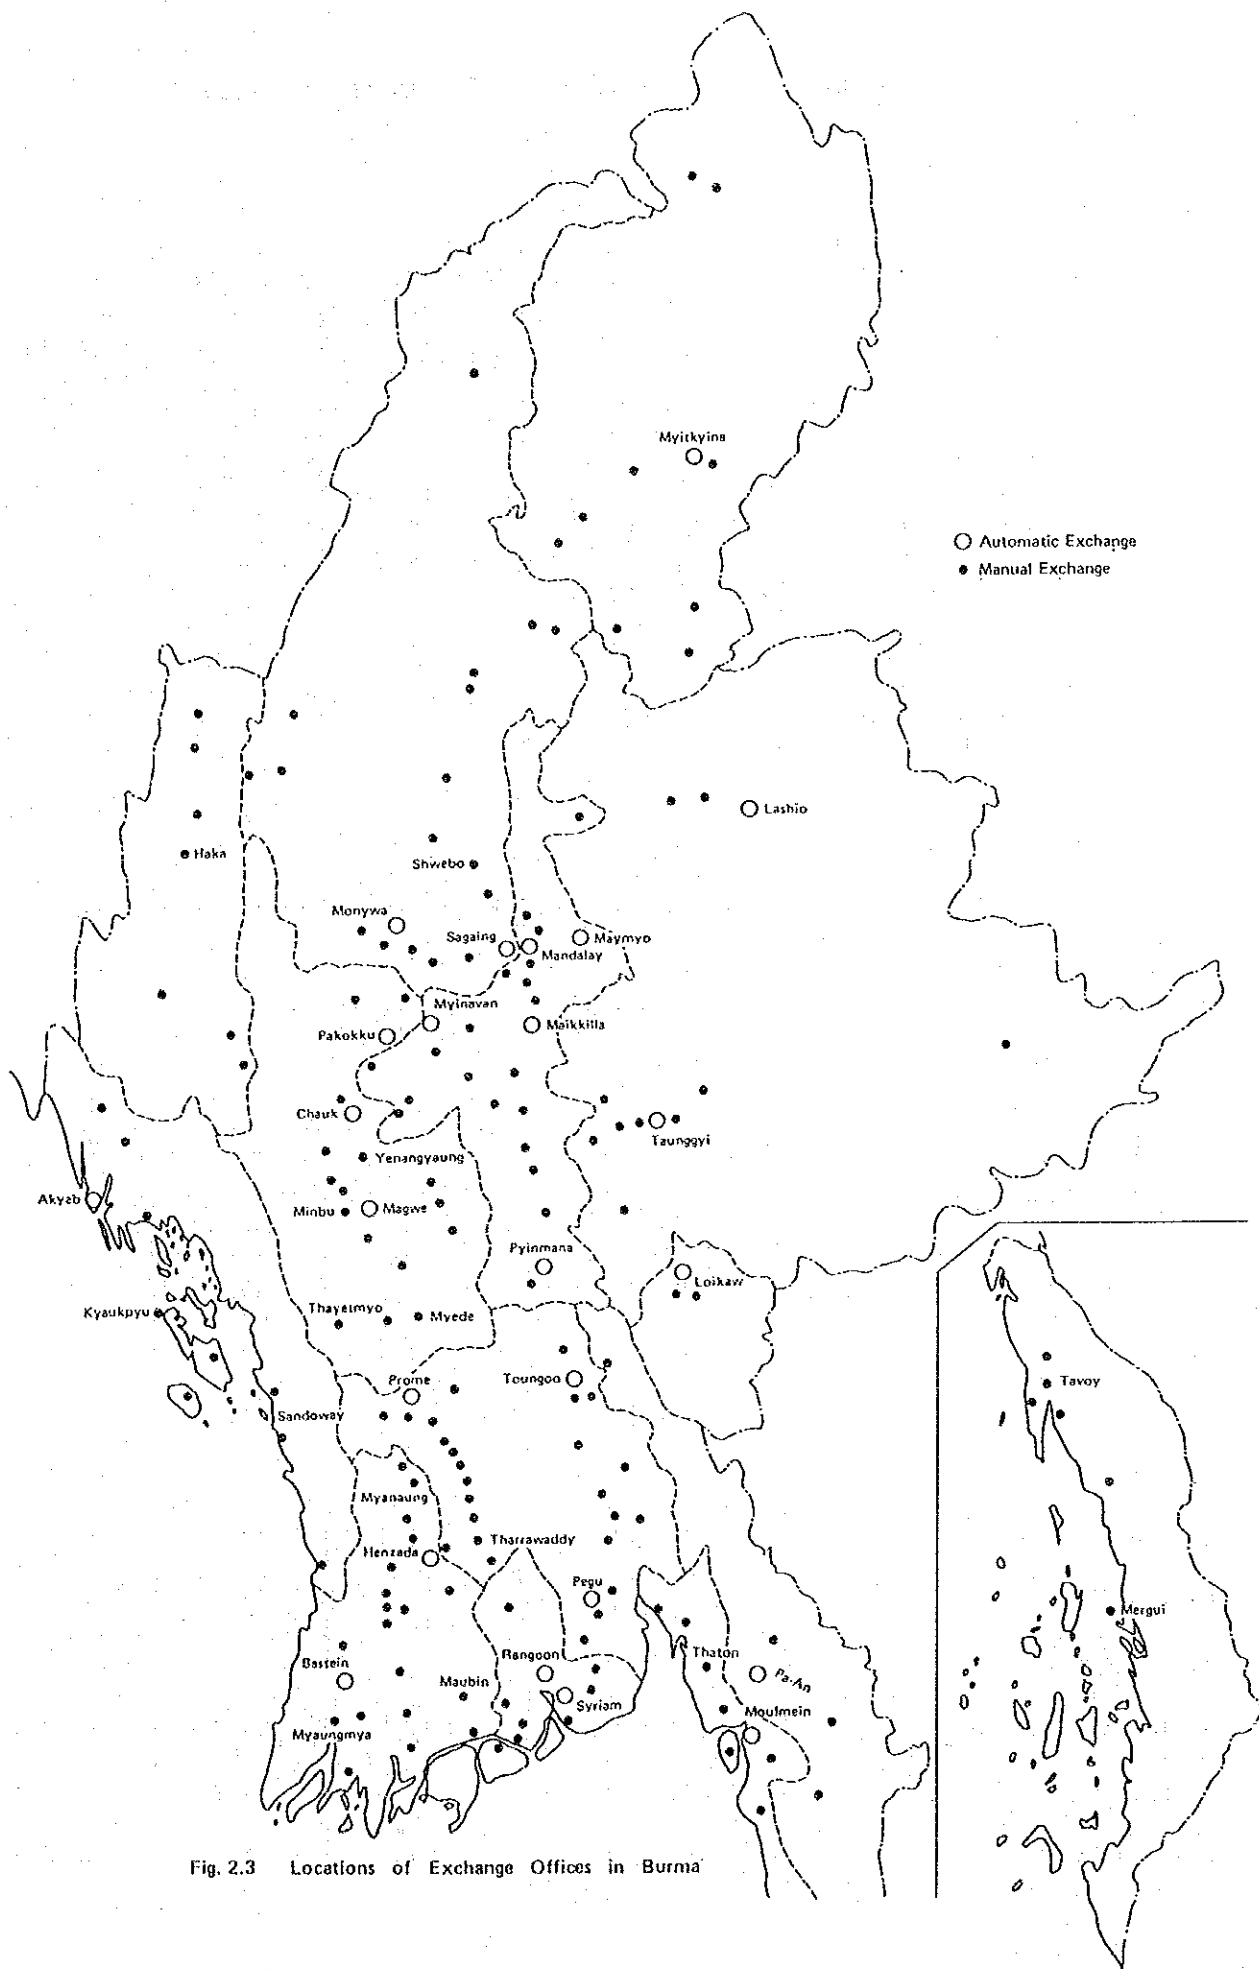 Myitkyina
Automatic Exchange
Manual Exchange
Lashio
Haka
Shwebo
Monywa
Sagaing
Maymyo
Mandalay
Myinavan
Pakokku
Maikkilla
Chauk
Taunggyi
Yenangyaung
Akyab
Minbu
Magwe
Pyinmana
Loikaw
Kyaukpyu
Thayetmyo
Myede
Prome
Toungoo
Tavoy
Sandoway
Myanaung
Tharrawaddy
Henzada
Pegu
Mergui
Bassein
Rangoon
Thaton
Pa-An
Maubin
Syriam
Moulmein
Myaungmya
Fig. 2.3 Locations of Exchange Offices in Burma